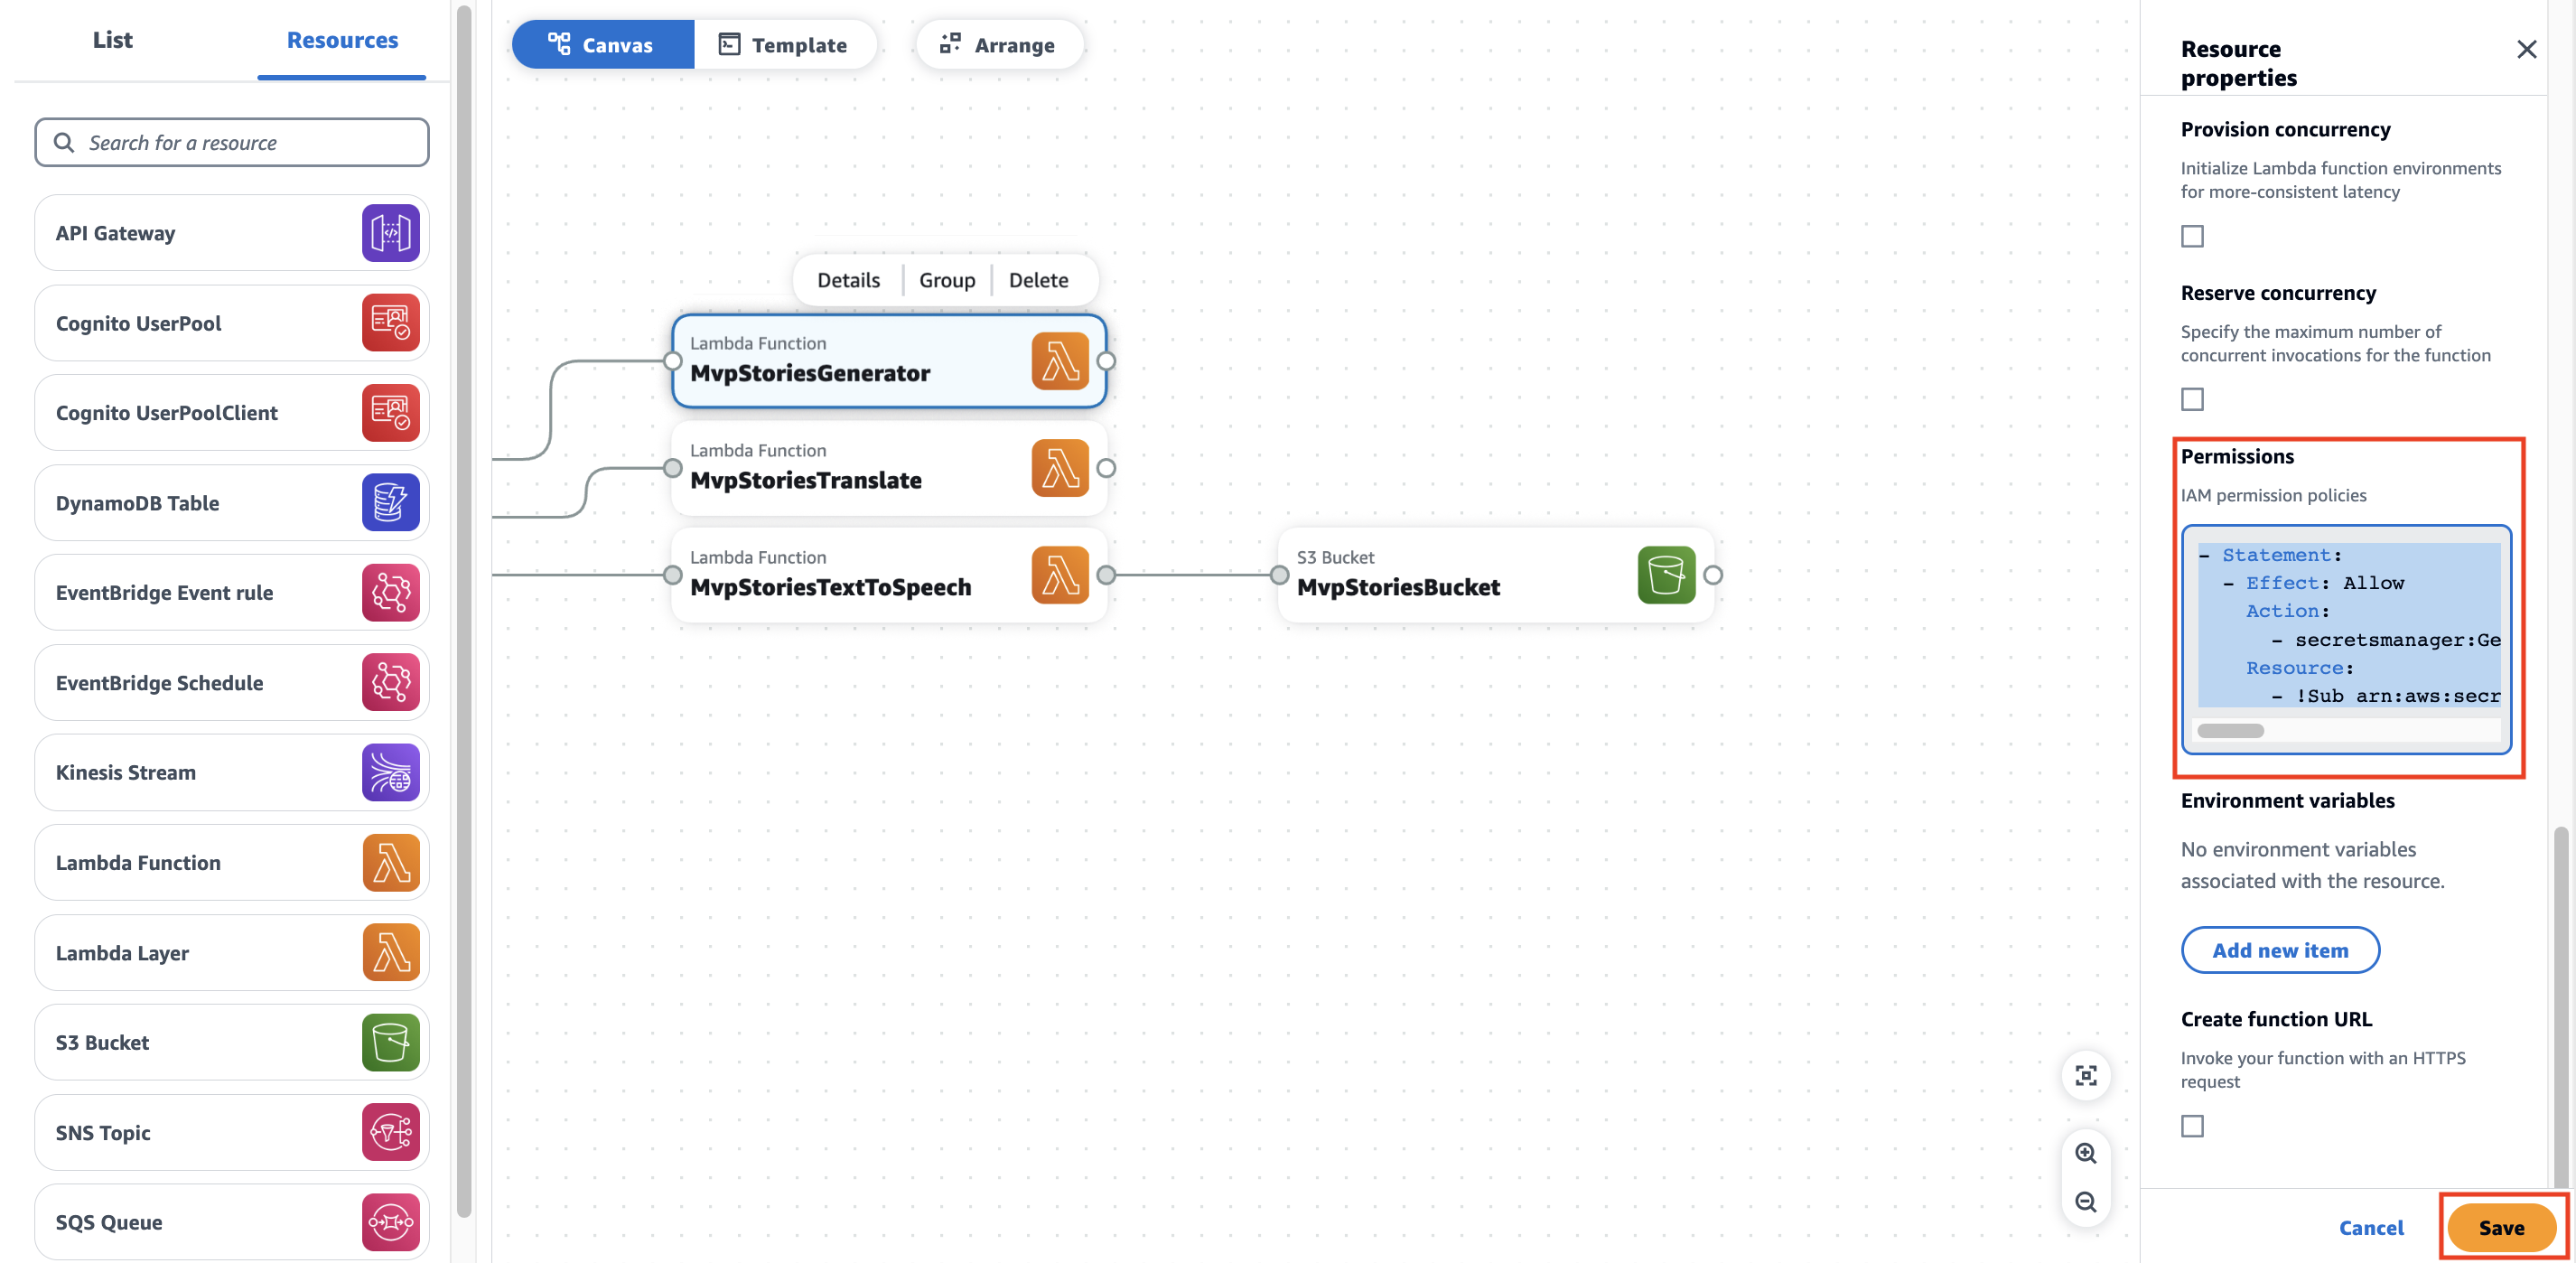 List
Resources
Search for a resource
API Gateway
Cognito UserPool
Cognito UserPoolClient
DynamoDB Table
EventBridge Event rule
EventBridge Schedule
Kinesis Stream
Lambda Function
Lambda Layer
S3 Bucket
SNS Topic
SQS Queue
Canvas
Template
Arrange
Details
Group
Delete
Lambda Function
MvpStoriesGenerator
Lambda Function
MvpStoriesTranslate
Lambda Function
MvpStoriesTextToSpeech
S3 Bucket
MvpStoriesBucket
Resource
properties
Provision concurrency
Initialize Lambda function environments
for more-consistent latency
Reserve concurrency
Specify the maximum number of
concurrent invocations for the function
Permissions
IAM permission policies
- Statement:
- Effect: Allow
Action:
- secretsmanager:Ge
Resource:
- !Sub arn:aws:secr
Environment variables
No environment variables
associated with the resource.
Add new item
Create function URL
Invoke your function with an HTTPS
request
Cancel
Save